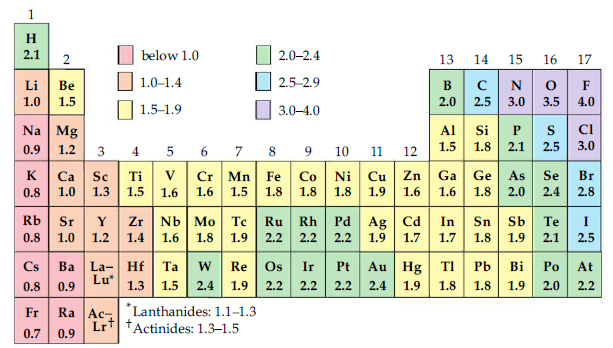 1
H
2.1
2
below 1.0
1.0–1.4
1.5–1.9
2.0–2.4
2.5–2.9
3.0–4.0
13 14 15 16 17
Li Be B C N O F
1.0 1.5 2.0 2.5 3.0 3.5 4.0
Na Mg Al Si P S Cl
0.9 1.2 1.5 1.8 2.1 2.5 3.0
3 4 5 6 7 8 9 10 11 12
K Ca Sc Ti V Cr Mn Fe Co Ni Cu Zn Ga Ge As Se Br
0.8 1.0 1.3 1.5 1.6 1.6 1.5 1.8 1.8 1.8 1.9 1.6 1.6 1.8 2.0 2.4 2.8
Rb Sr Y Zr Nb Mo Tc Ru Rh Pd Ag Cd In Sn Sb Te I
0.8 1.0 1.2 1.4 1.6 1.8 1.9 2.2 2.2 2.2 1.9 1.7 1.7 1.8 1.9 2.1 2.5
Cs Ba La–Lu* Hf Ta W Re Os Ir Pt Au Hg Tl Pb Bi Po At
0.8 0.9 1.3 1.5 2.4 1.9 2.2 2.2 2.2 2.4 1.9 1.8 1.8 1.9 2.0 2.2
Fr Ra Ac–Lr†
0.7 0.9
*Lanthanides: 1.1–1.3
†Actinides: 1.3–1.5